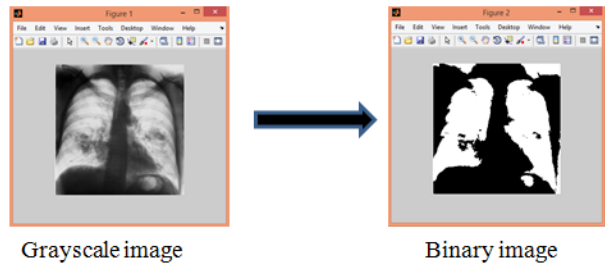 Figure 1
File Edit View Insert Tools Desktop Window Help
Figure 2
File Edit View Insert Tools Desktop Window Help
Grayscale image
Binary image